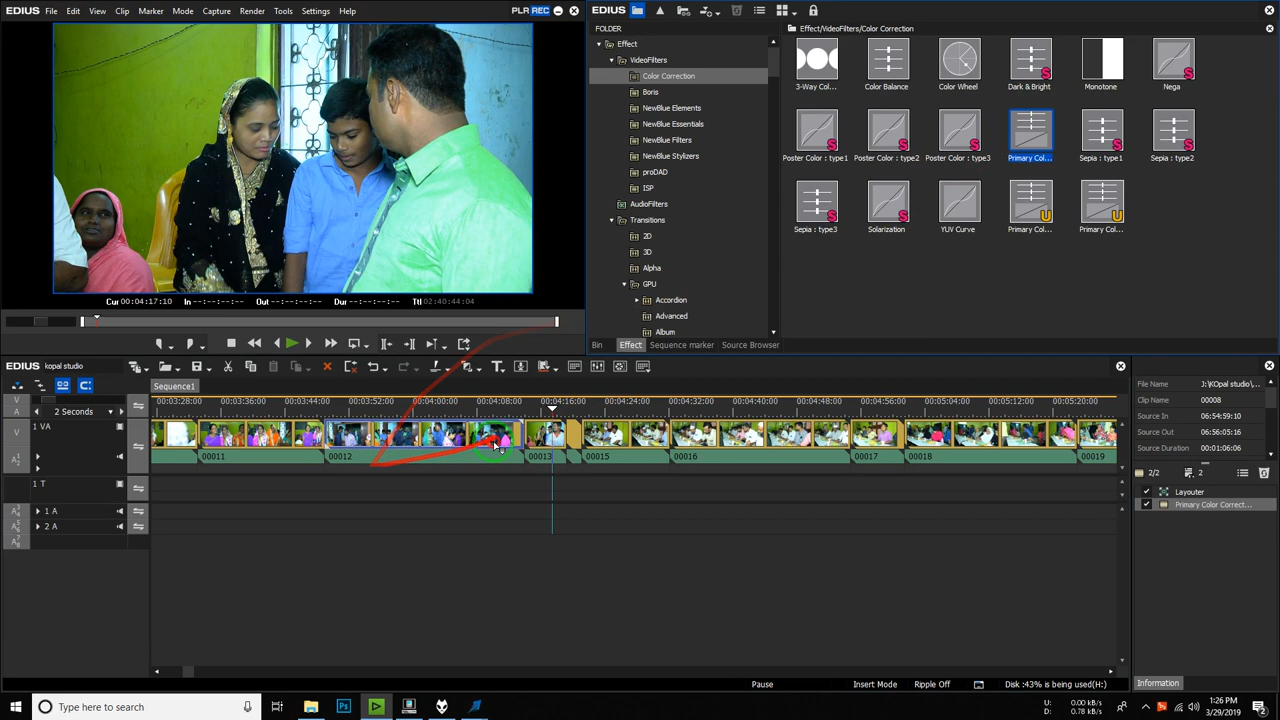 EDIUS File Edit View Clip Marker Mode Capture Render Tools Settings Help PLR REC
Cur 00:04:17:10 In --:--:--:-- Out --:--:--:-- Dur --:--:--:-- Ttl 02:40:44:04
EDIUS
FOLDER
Effect
VideoFilters
Color Correction
Boris
NewBlue Elements
NewBlue Essentials
NewBlue Filters
NewBlue Stylizers
proDAD
ISP
AudioFilters
Transitions
2D
3D
Alpha
GPU
Accordion
Advanced
Album
Effect/VideoFilters/Color Correction
3-Way Col... Color Balance Color Wheel Dark & Bright Monotone Nega
Poster Color : type1 Poster Color : type2 Poster Color : type3 Primary Col... Sepia : type1 Sepia : type2
Sepia : type3 Solarization YUV Curve Primary Col... Primary Col...
Bin Effect Sequence marker Source Browser
EDIUS kopal studio
Sequence1
2 Seconds
00:03:28:00 00:03:36:00 00:03:44:00 00:03:52:00 00:04:00:00 00:04:08:00 00:04:16:00 00:04:24:00 00:04:32:00 00:04:40:00 00:04:48:00 00:04:56:00 00:05:04:00 00:05:12:00 00:05:20:00
1 VA
00011 00012 00013 00015 00016 00017 00018 00019
1 T
1 A
2 A
File Name J:\KOpal studio\...
Clip Name 00008
Source In 06:54:59:10
Source Out 06:56:05:16
Duration 00:01:06:06
2/2 2
Layouter
Primary Color Correct...
Information
Pause Insert Mode Ripple Off Disk :43% is being used(H:)
Type here to search
U: 0.00 kB/s
D: 0.78 kB/s
1:26 PM
3/29/2019